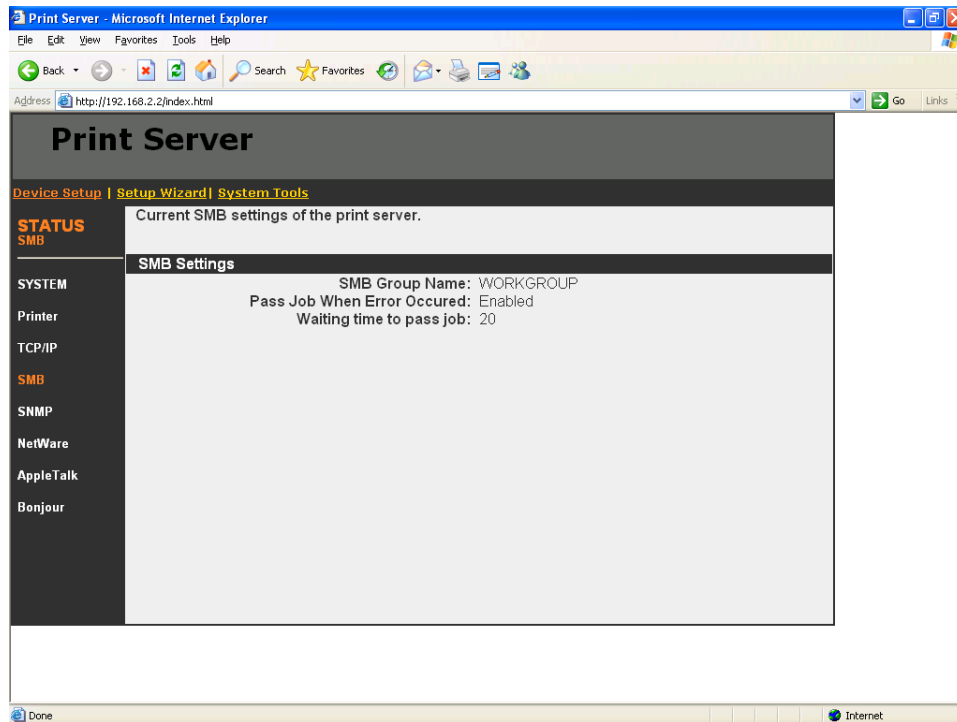 Print Server - Microsoft Internet Explorer
File Edit View Favorites Tools Help
Back Search Favorites
Address http://192.168.2.2/index.html Go Links
Print Server
Device Setup | Setup Wizard| System Tools
STATUS
SMB
Current SMB settings of the print server.
SMB Settings
SMB Group Name: WORKGROUP
Pass Job When Error Occured: Enabled
Waiting time to pass job: 20
SYSTEM
Printer
TCP/IP
SMB
SNMP
NetWare
AppleTalk
Bonjour
Done Internet